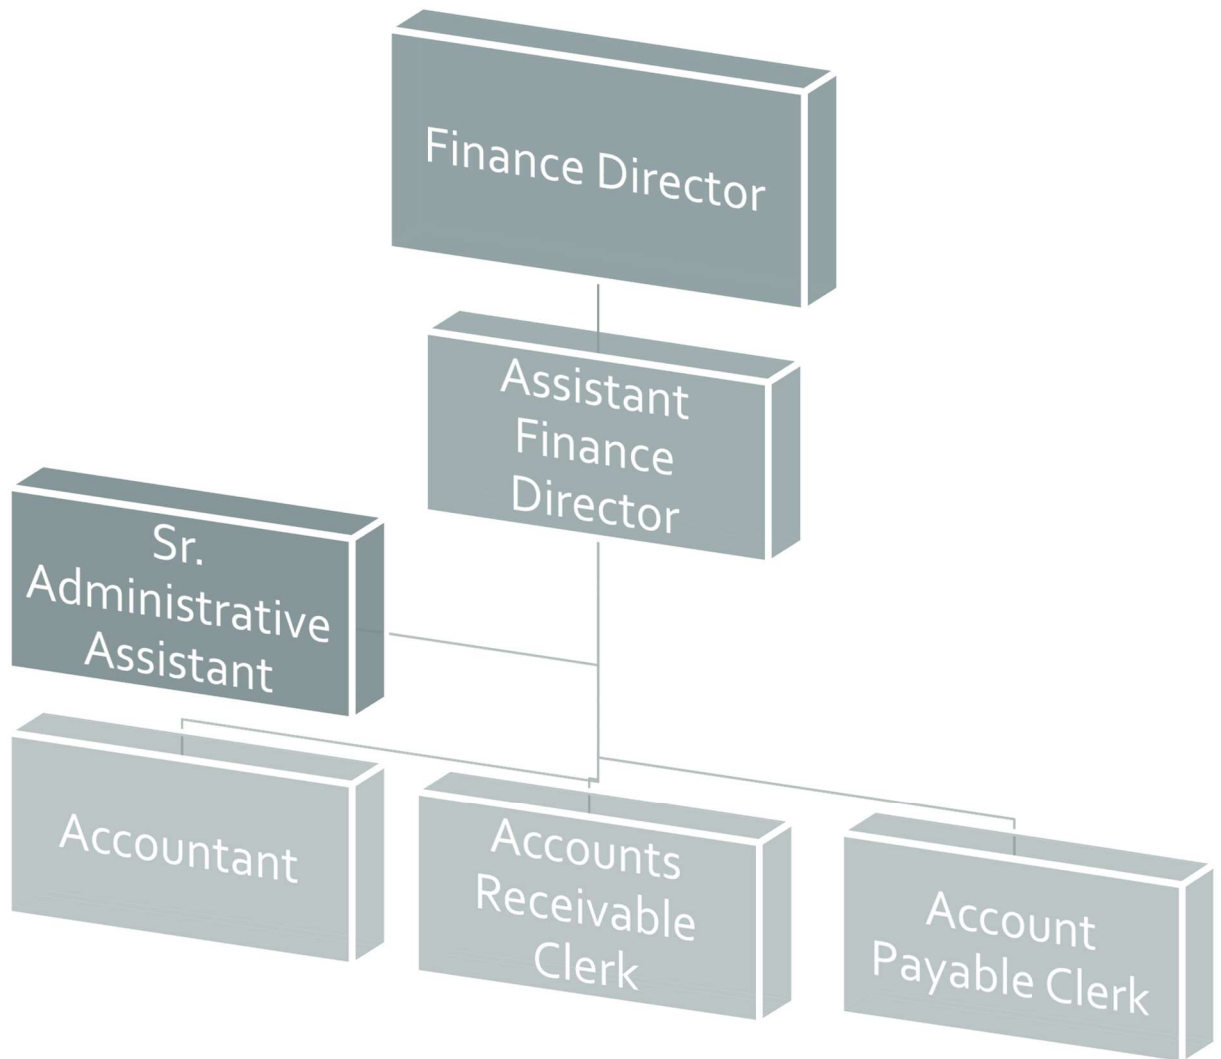 Finance Director
Assistant
Finance
Director
Sr.
Administrative
Assistant
Accountant
Accounts
Receivable
Clerk
Account
Payable Clerk